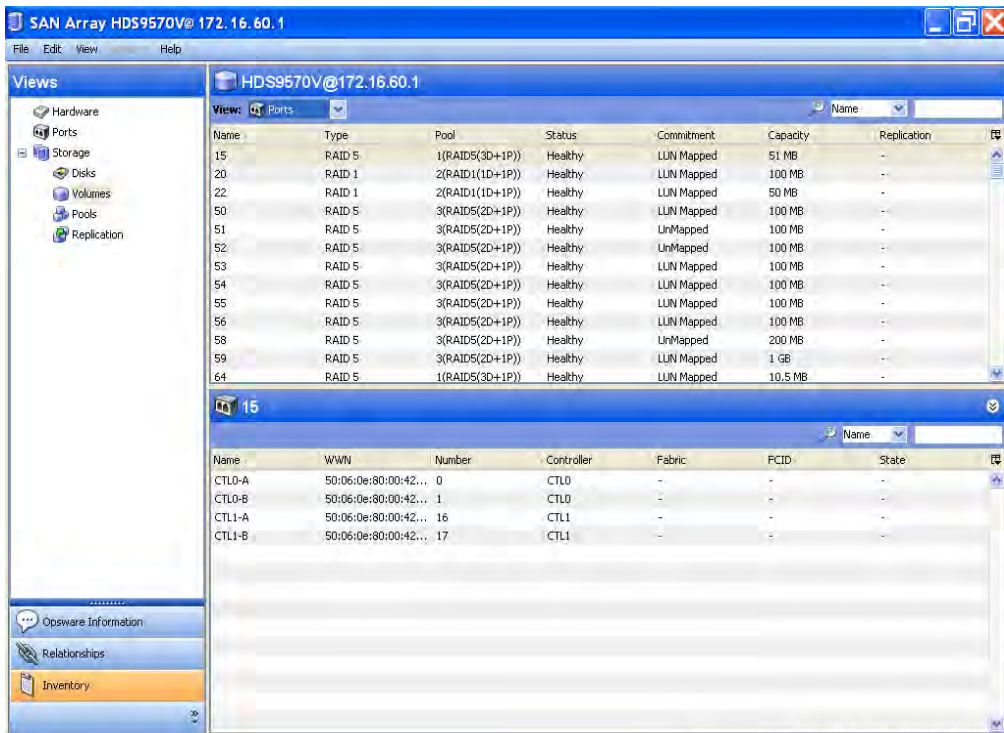 SAN Array HDS9570V@172.16.60.1
File Edit View Help
Views
Hardware
Ports
Storage
Disks
Volumes
Pools
Replication
Opsware Information
Relationships
Inventory
HDS9570V@172.16.60.1
View: Ports Name
Name Type Pool Status Commitment Capacity Replication
15 RAID 5 1(RAID5(3D+1P)) Healthy LUN Mapped 51 MB -
20 RAID 1 2(RAID1(1D+1P)) Healthy LUN Mapped 100 MB -
22 RAID 1 2(RAID1(1D+1P)) Healthy LUN Mapped 50 MB -
50 RAID 5 3(RAID5(2D+1P)) Healthy LUN Mapped 100 MB -
51 RAID 5 3(RAID5(2D+1P)) Healthy UnMapped 100 MB -
52 RAID 5 3(RAID5(2D+1P)) Healthy UnMapped 100 MB -
53 RAID 5 3(RAID5(2D+1P)) Healthy LUN Mapped 100 MB -
54 RAID 5 3(RAID5(2D+1P)) Healthy LUN Mapped 100 MB -
55 RAID 5 3(RAID5(2D+1P)) Healthy LUN Mapped 100 MB -
56 RAID 5 3(RAID5(2D+1P)) Healthy LUN Mapped 100 MB -
58 RAID 5 3(RAID5(2D+1P)) Healthy UnMapped 200 MB -
59 RAID 5 3(RAID5(2D+1P)) Healthy LUN Mapped 1 GB -
64 RAID 5 1(RAID5(3D+1P)) Healthy LUN Mapped 10.5 MB -
15
Name
Name WWN Number Controller Fabric FCID State
CTL0-A 50:06:0e:80:00:42... 0 CTL0 - - -
CTL0-B 50:06:0e:80:00:42... 1 CTL0 - - -
CTL1-A 50:06:0e:80:00:42... 16 CTL1 - - -
CTL1-B 50:06:0e:80:00:42... 17 CTL1 - - -